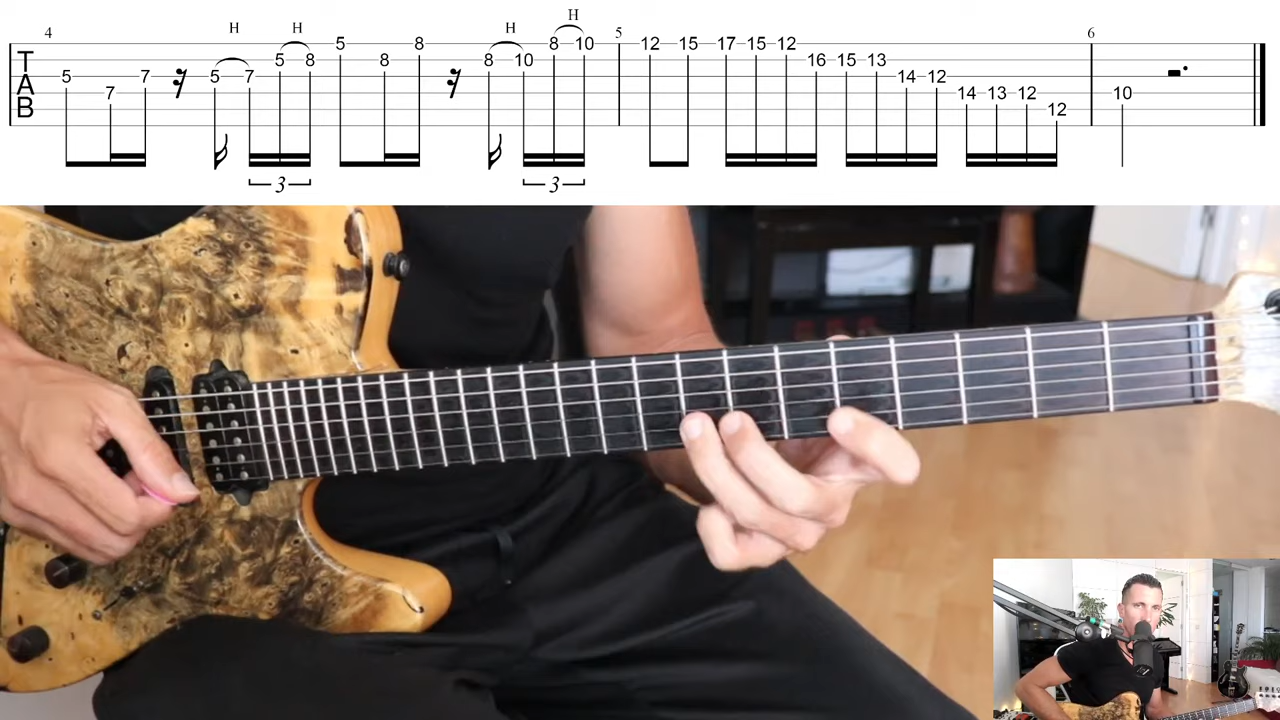 4 H H H H 5 6
5 8 8 10 12 15 17 15 12
5 8 8 8 10 16 15 13
T 5 7 5 7 14 12
A 7 14 13 12 10
B 12
3 3